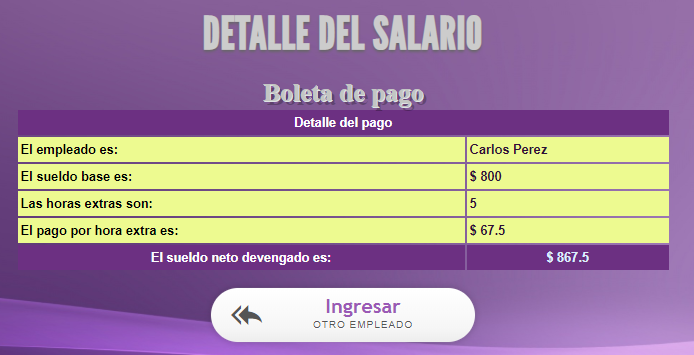 DETALLE DEL SALARIO
Boleta de pago
Detalle del pago
El empleado es: Carlos Perez
El sueldo base es: $ 800
Las horas extras son: 5
El pago por hora extra es: $ 67.5
El sueldo neto devengado es: $ 867.5
Ingresar
OTRO EMPLEADO